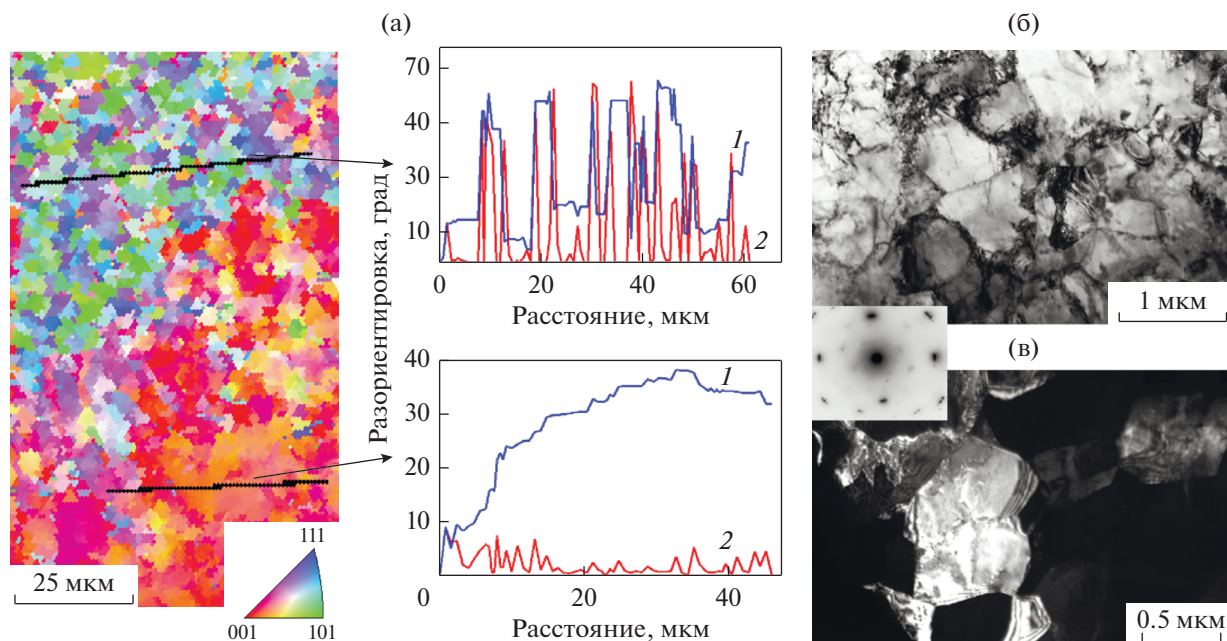 (а)
70
40
30
10
1
2
0 20 40 60
Расстояние, мкм
Разориентировка, град
40
30
40
10
1
2
0 20 40
Расстояние, мкм
25 мкм
111
001 101
(б)
1 мкм
(в)
0.5 мкм